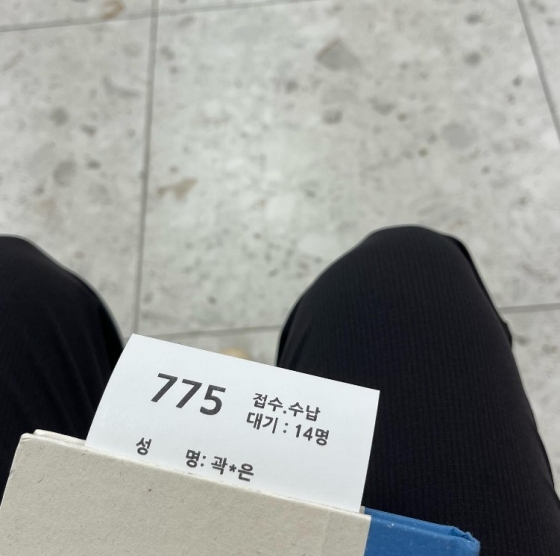 775
접수.수납
대기 : 14명
성 명: 곽*은